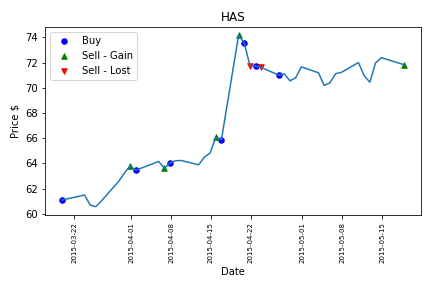 HAS
Buy
Sell - Gain
Sell - Lost
Price $
74
72
70
68
66
64
62
60
2015-03-22
2015-04-01
2015-04-08
2015-04-15
2015-04-22
2015-05-01
2015-05-08
2015-05-15
Date